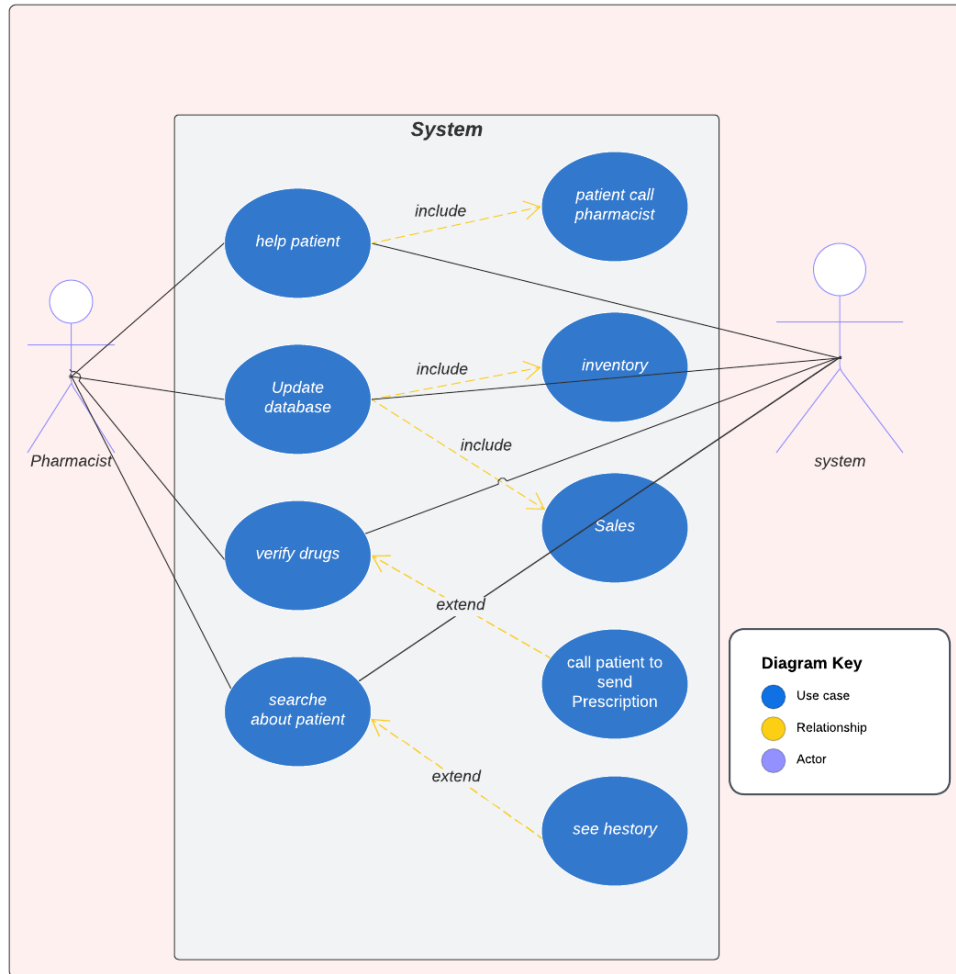 System
patient call
pharmacist
include
help patient
include
inventory
Update
database
include
Pharmacist
system
Sales
verify drugs
extend
call patient to
send
Prescription
Diagram Key
Use case
searche
about patient
Relationship
Actor
extend
see hestory